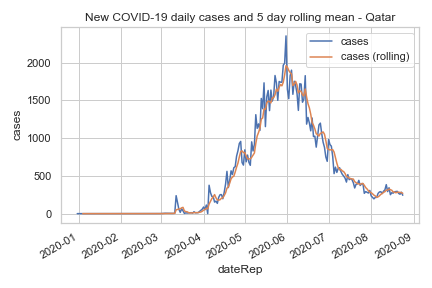 New COVID-19 daily cases and 5 day rolling mean - Qatar
cases
cases (rolling)
cases
2000
1500
1000
500
0
2020-01
2020-02
2020-03
2020-04
2020-05
2020-06
2020-07
2020-08
2020-09
dateRep